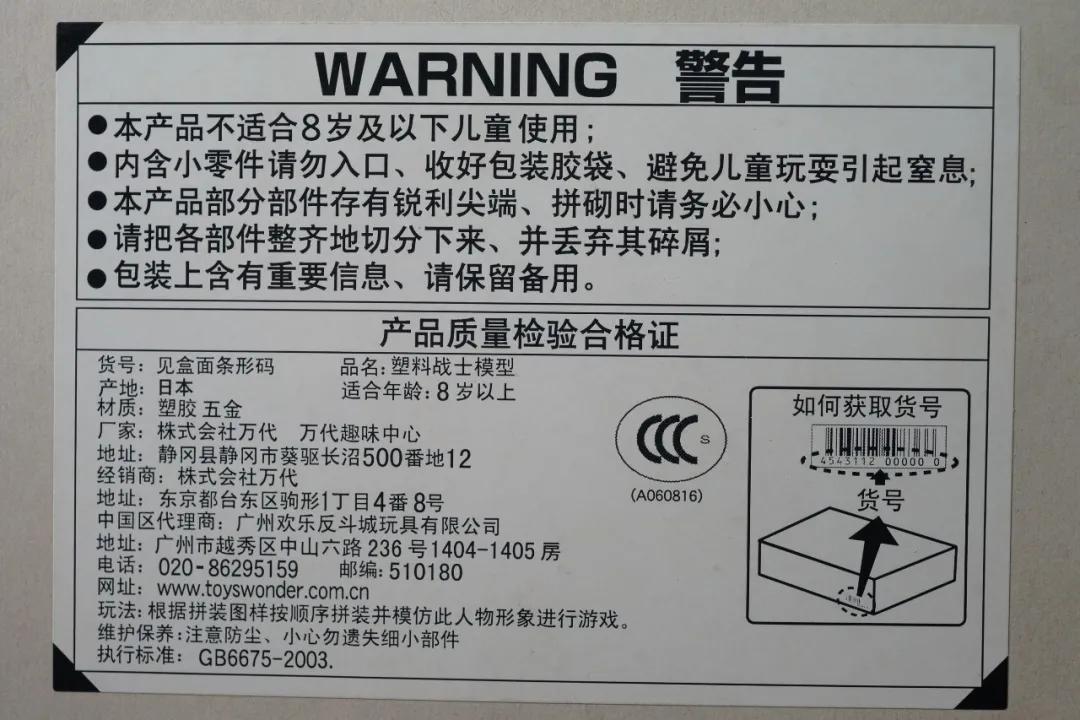 WARNING 警告
●本产品不适合8岁及以下儿童使用;
●内含小零件请勿入口、收好包装胶袋、避免儿童玩耍引起窒息;
●本产品部分部件存有锐利尖端、拼砌时请务必小心;
●请把各部件整齐地切分下来、并丢弃其碎屑;
●包装上含有重要信息、请保留备用。
产品质量检验合格证
货号: 见盒面条形码 品名: 塑料战士模型
产地: 日本 适合年龄: 8岁以上
材质: 塑胶 五金
厂家: 株式会社万代 万代趣味中心
地址: 静冈县静冈市葵驱长沼500番地12
经销商: 株式会社万代
地址: 东京都台东区驹形1丁目4番8号
中国区代理商: 广州欢乐反斗城玩具有限公司
地址: 广州市越秀区中山六路236号1404-1405房
电话: 020-86295159 邮编: 510180
网址: www.toyswonder.com.cn
玩法: 根据拼装图样按顺序拼装并模仿此人物形象进行游戏。
维护保养: 注意防尘、小心勿遗失细小部件
执行标准: GB6675-2003.
CCC S
(A060816)
如何获取货号
4543112 00000 0
货号